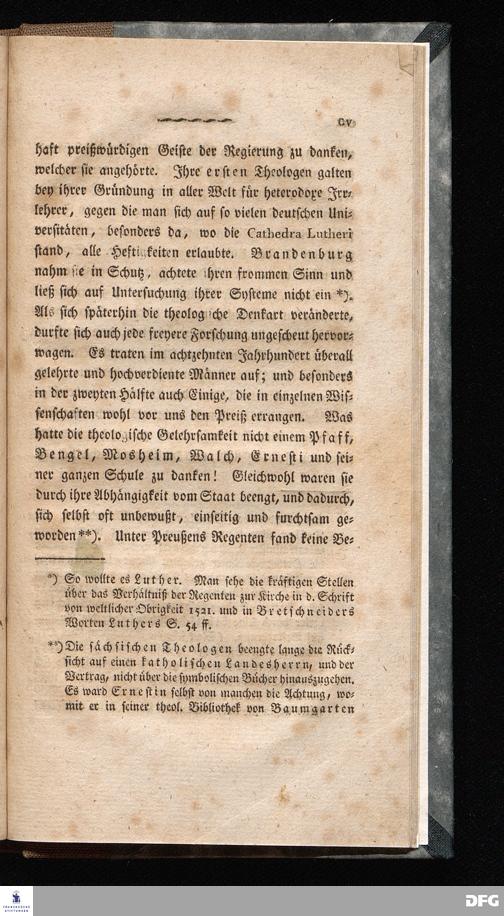 CV
haft preißwürdigen Geiste der Regierung zu danken,
welcher sie angehörte. Ihre ersten Theologen galten
bey ihrer Gründung in aller Welt für heterodoxe Irr-
lehrer, gegen die man sich auf so vielen deutschen Uni-
versitäten, besonders da, wo die Cathedra Lutheri
stand, alle Heftigkeiten erlaubte. Brandenburg
nahm sie in Schutz, achtete ihren frommen Sinn und
ließ sich auf Untersuchung ihrer Systeme nicht ein *).
Als sich späterhin die theologische Denkart veränderte,
durfte sich auch jede freyere Forschung ungescheut hervor-
wagen. Es traten im achtzehnten Jahrhundert überall
gelehrte und hochverdiente Männer auf; und besonders
in der zweyten Hälfte auch Einige, die in einzelnen Wis-
senschaften wohl vor uns den Preiß errangen. Was
hatte die theologische Gelehrsamkeit nicht einem Pfaff,
Bengel, Mosheim, Walch, Ernesti und sei-
ner ganzen Schule zu danken! Gleichwohl waren sie
durch ihre Abhängigkeit vom Staat beengt, und dadurch,
sich selbst oft unbewußt, einseitig und furchtsam ge-
worden **). Unter Preußens Regenten fand keine Be-
*) So wollte es Luther. Man sehe die kräftigen Stellen
über das Verhältniß der Regenten zur Kirche in d. Schrift
von weltlicher Obrigkeit 1521. und in Bretschneiders
Worten Luthers S. 54 ff.
**) Die sächsischen Theologen beengte lange die Rück-
sicht auf einen katholischen Landesherrn, und der
Vertrag, nicht über die symbolischen Bücher hinauszugehen.
Es ward Ernestin selbst von manchen die Achtung, wo-
mit er in seiner theol. Bibliothek von Baumgarten
FRANCKESCHE
STIFTUNGEN
DFG